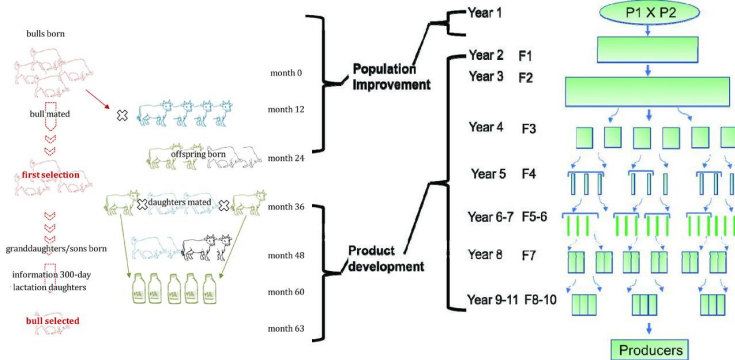 bulls born
bull mated
first selection
granddaughters/sons born
information 300-day
lactation daughters
bull selected
offspring born
daughters mated
month 0
month 12
month 24
month 36
month 48
month 60
month 63
Population
Improvement
Product
development
Year 1
Year 2 F1
Year 3 F2
Year 4 F3
Year 5 F4
Year 6-7 F5-6
Year 8 F7
Year 9-11 F8-10
P1 X P2
Producers